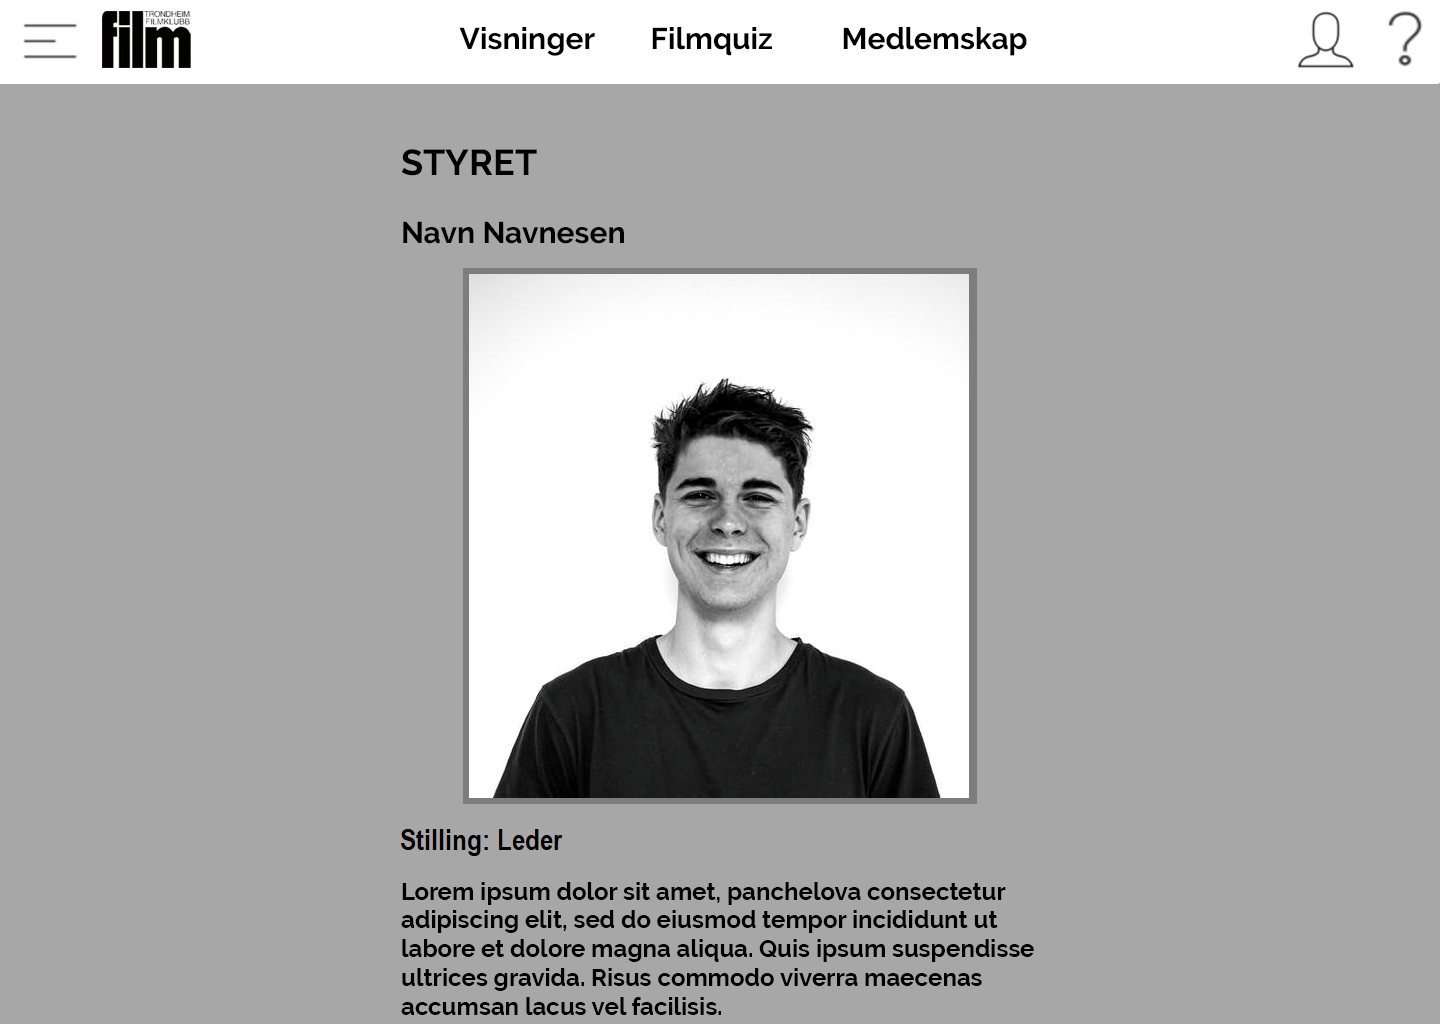 TRONDHEIM
FILMKLUBB
film
Visninger Filmquiz Medlemskap
STYRET
Navn Navnesen
Stilling: Leder
Lorem ipsum dolor sit amet, panchelova consectetur
adipiscing elit, sed do eiusmod tempor incididunt ut
labore et dolore magna aliqua. Quis ipsum suspendisse
ultrices gravida. Risus commodo viverra maecenas
accumsan lacus vel facilisis.